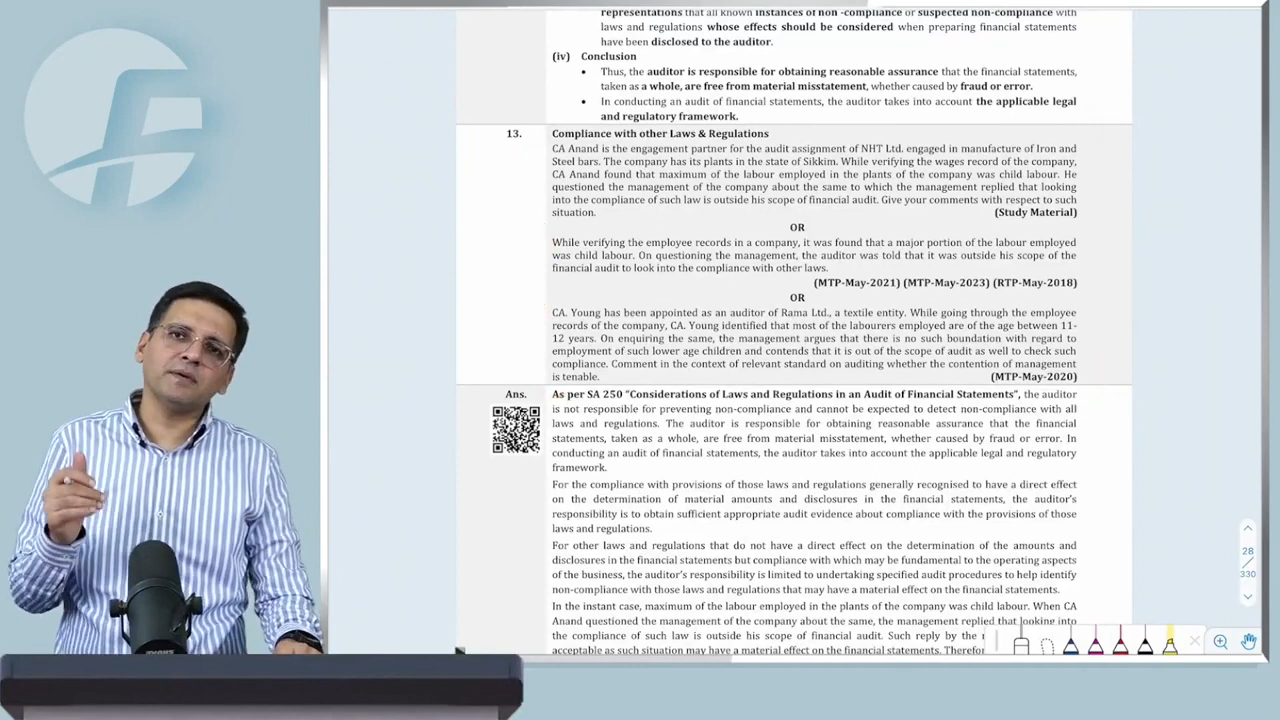 representations that all known instances of non -compliance or suspected non-compliance with
laws and regulations whose effects should be considered when preparing financial statements
have been disclosed to the auditor.
(iv) Conclusion
• Thus, the auditor is responsible for obtaining reasonable assurance that the financial statements,
taken as a whole, are free from material misstatement, whether caused by fraud or error.
• In conducting an audit of financial statements, the auditor takes into account the applicable legal
and regulatory framework.
13. Compliance with other Laws & Regulations
CA Anand is the engagement partner for the audit assignment of NHT Ltd. engaged in manufacture of Iron and
Steel bars. The company has its plants in the state of Sikkim. While verifying the wages record of the company,
CA Anand found that maximum of the labour employed in the plants of the company was child labour. He
questioned the management of the company about the same to which the management replied that looking
into the compliance of such law is outside his scope of financial audit. Give your comments with respect to such
situation. (Study Material)
OR
While verifying the employee records in a company, it was found that a major portion of the labour employed
was child labour. On questioning the management, the auditor was told that it was outside his scope of the
financial audit to look into the compliance with other laws.
(MTP-May-2021) (MTP-May-2023) (RTP-May-2018)
OR
CA. Young has been appointed as an auditor of Rama Ltd., a textile entity. While going through the employee
records of the company, CA. Young identified that most of the labourers employed are of the age between 11-
12 years. On enquiring the same, the management argues that there is no such boundation with regard to
employment of such lower age children and contends that it is out of the scope of audit as well to check such
compliance. Comment in the context of relevant standard on auditing whether the contention of management
is tenable. (MTP-May-2020)
Ans. As per SA 250 "Considerations of Laws and Regulations in an Audit of Financial Statements", the auditor
is not responsible for preventing non-compliance and cannot be expected to detect non-compliance with all
laws and regulations. The auditor is responsible for obtaining reasonable assurance that the financial
statements, taken as a whole, are free from material misstatement, whether caused by fraud or error. In
conducting an audit of financial statements, the auditor takes into account the applicable legal and regulatory
framework.
For the compliance with provisions of those laws and regulations generally recognised to have a direct effect
on the determination of material amounts and disclosures in the financial statements, the auditor's
responsibility is to obtain sufficient appropriate audit evidence about compliance with the provisions of those
laws and regulations.
For other laws and regulations that do not have a direct effect on the determination of the amounts and
disclosures in the financial statements but compliance with which may be fundamental to the operating aspects
of the business, the auditor's responsibility is limited to undertaking specified audit procedures to help identify
non-compliance with those laws and regulations that may have a material effect on the financial statements.
In the instant case, maximum of the labour employed in the plants of the company was child labour. When CA
Anand questioned the management of the company about the same, the management replied that looking into
the compliance of such law is outside his scope of financial audit. Such reply by the
acceptable as such situation may have a material effect on the financial statements.
28
/
330